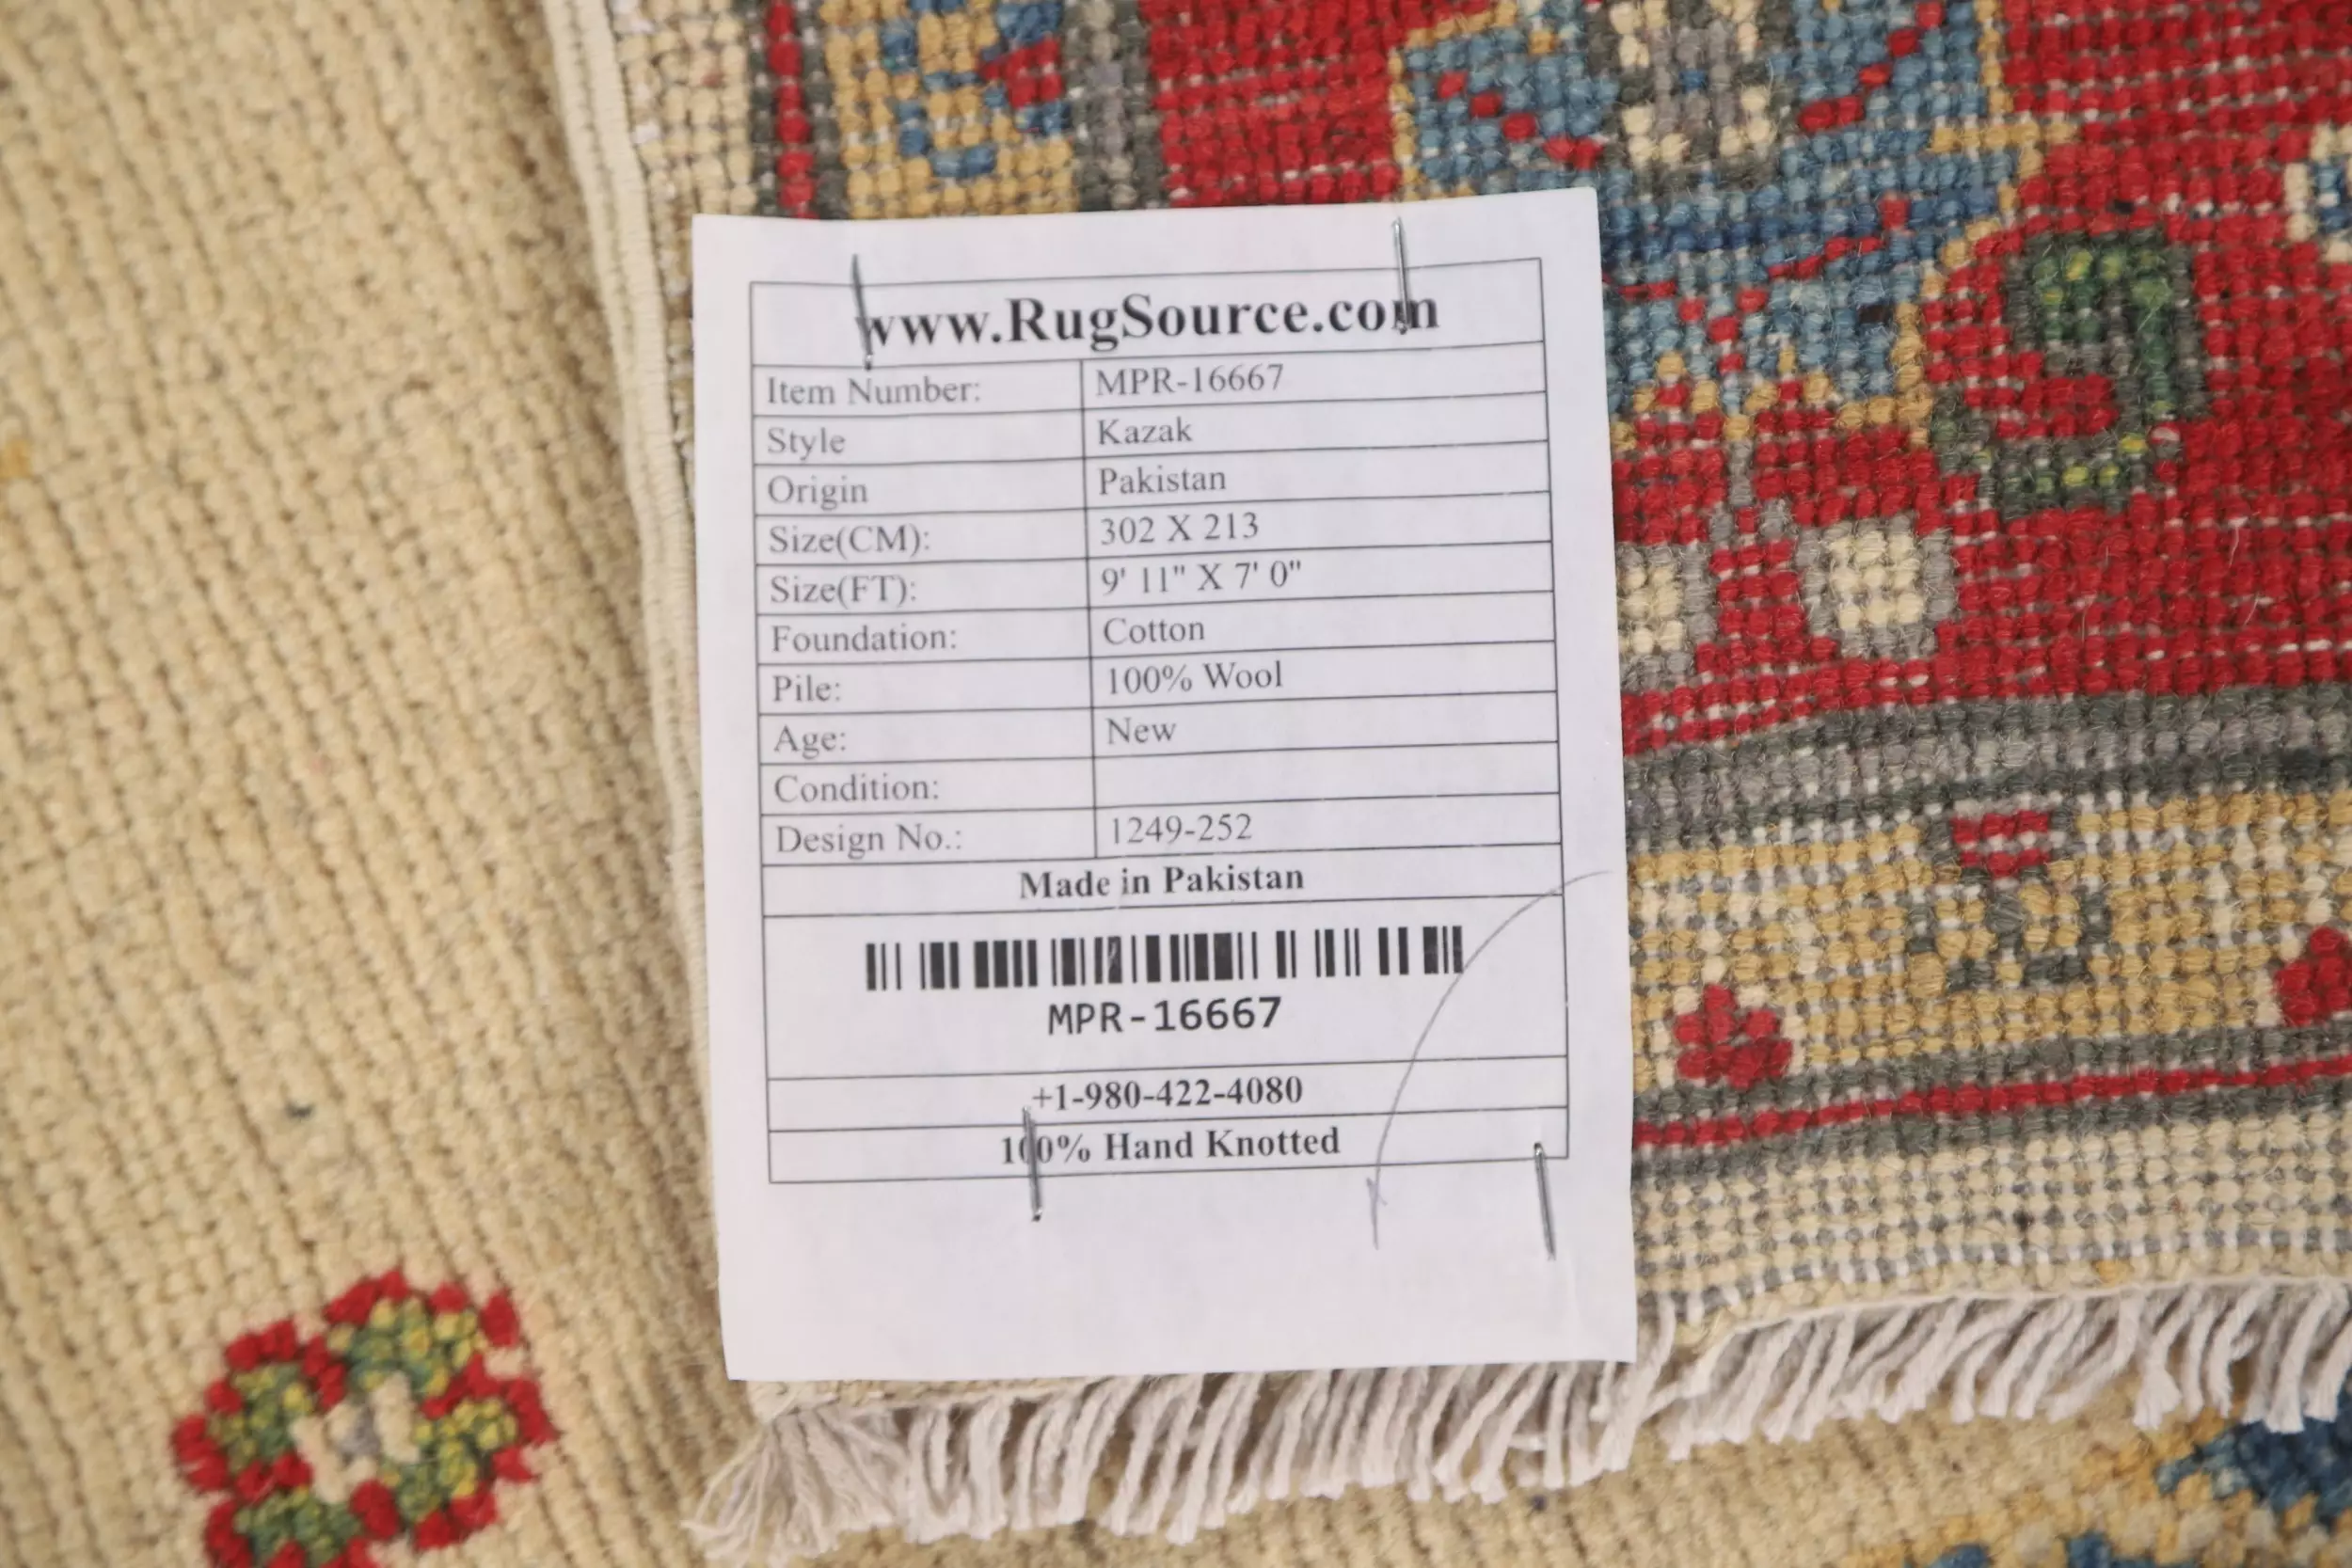 www.RugSource.com
Item Number: MPR-16667
Style Kazak
Origin Pakistan
Size(CM): 302 X 213
Size(FT): 9' 11" X 7' 0"
Foundation: Cotton
Pile: 100% Wool
Age: New
Condition:
Design No.: 1249-252
Made in Pakistan
MPR-16667
+1-980-422-4080
100% Hand Knotted